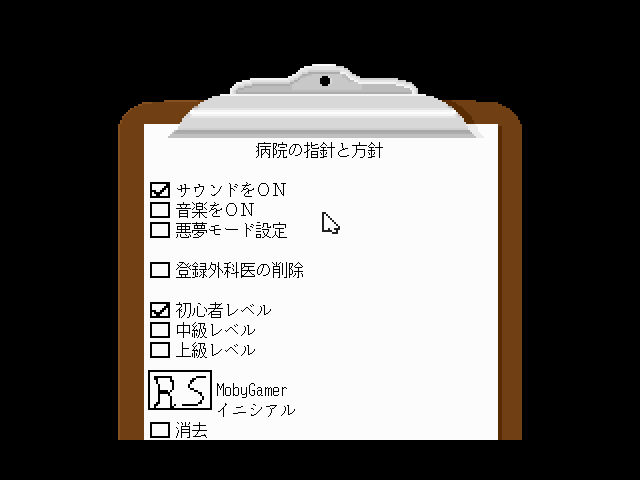 病院の指針と方針
サウンドをＯＮ
音楽をＯＮ
悪夢モード設定
登録外科医の削除
初心者レベル
中級レベル
上級レベル
RS
MobyGamer
イニシアル
消去